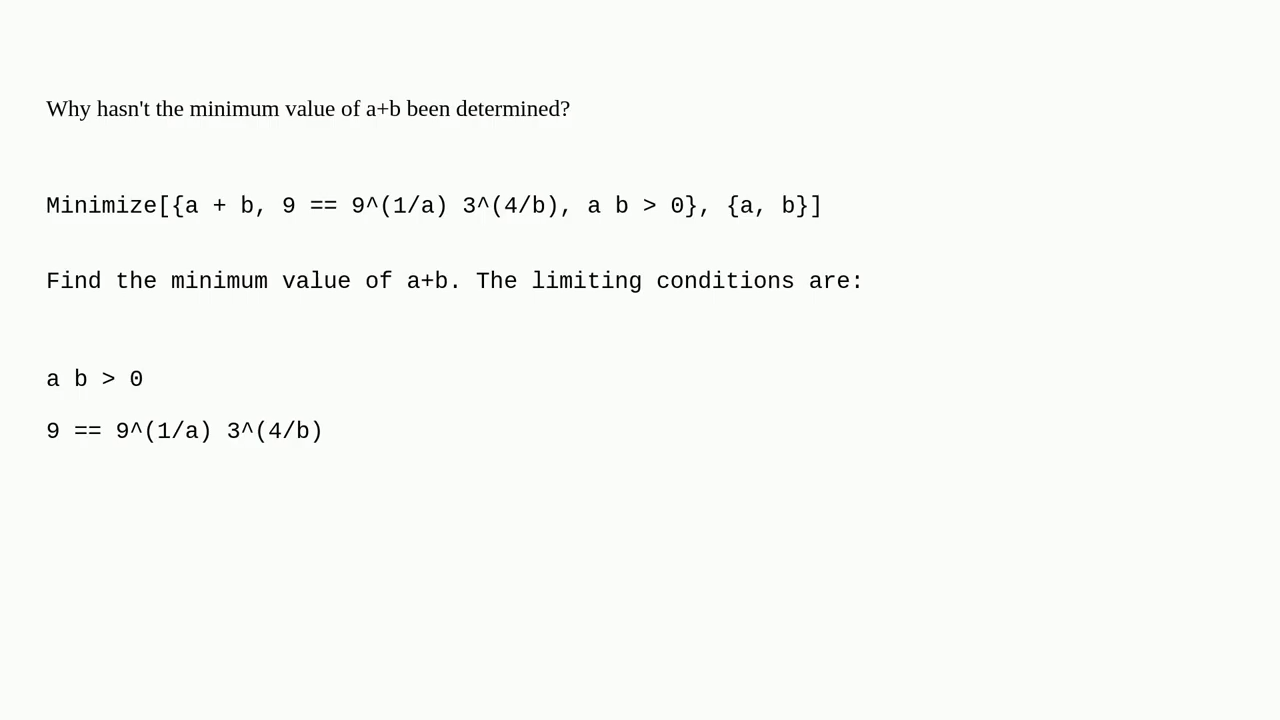 Why hasn't the minimum value of a+b been determined?
Minimize[{a + b, 9 == 9^(1/a) 3^(4/b), a b > 0}, {a, b}]
Find the minimum value of a+b. The limiting conditions are:
a b > 0
9 == 9^(1/a) 3^(4/b)